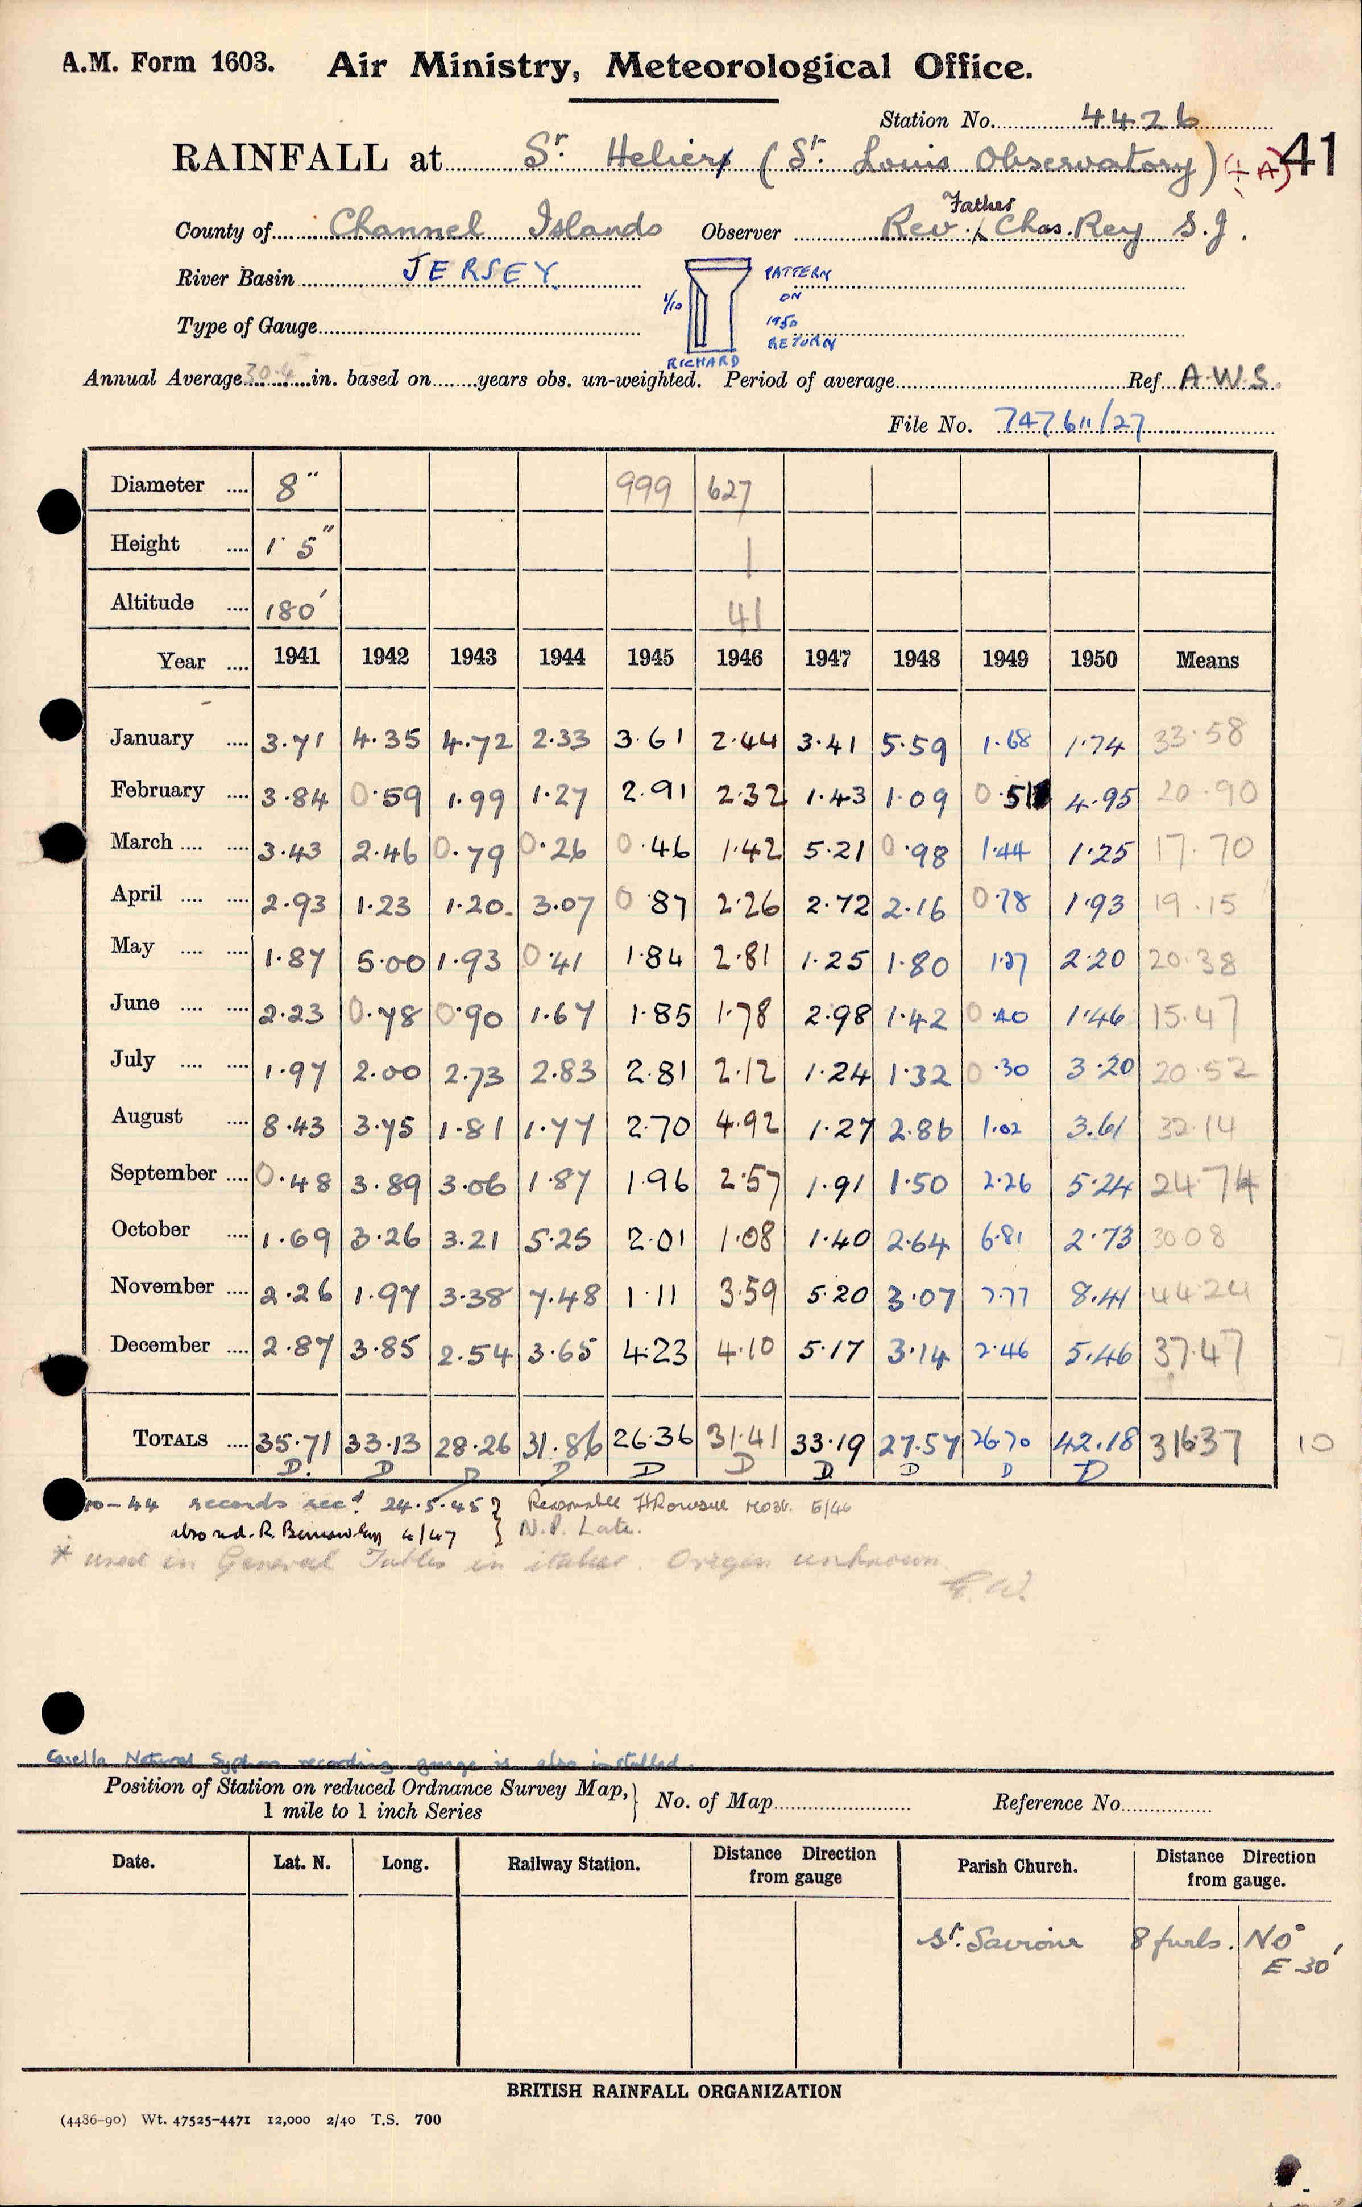 A.M. Form 1603. Air Ministry, Meteorological Office.
Station No. 4426
RAINFALL at St. Helier (St. Louis Observatory) (+A) 41
County of Channel Islands Observer Rev. Father Chas. Rey S.J.
River Basin JERSEY
1/10 PATTERN ON 1950 RETURN
Type of Gauge
RICHARD
Annual Average 30.4 in. based on years obs. un-weighted. Period of average Ref. A.W.S.
File No. 747611/27
Diameter .... 8" 999 627
Height .... 1' 5" 1
Altitude .... 180' 41
Year .... 1941 1942 1943 1944 1945 1946 1947 1948 1949 1950 Means
January .... 3.71 4.35 4.72 2.33 3.61 2.44 3.41 5.59 1.68 1.74 33.58
February .... 3.84 0.59 1.99 1.27 2.91 2.32 1.43 1.09 0.51 4.95 20.90
March .... .... 3.43 2.46 0.79 0.26 0.46 1.42 5.21 0.98 1.44 1.25 17.70
April .... .... 2.93 1.23 1.20 3.07 0.87 2.26 2.72 2.16 0.78 1.93 19.15
May .... .... 1.87 5.00 1.93 0.41 1.84 2.81 1.25 1.80 1.27 2.20 20.38
June .... .... 2.23 0.78 0.90 1.67 1.85 1.78 2.98 1.42 0.40 1.46 15.47
July .... .... 1.97 2.00 2.73 2.83 2.81 2.12 1.24 1.32 0.30 3.20 20.52
August .... 8.43 3.75 1.81 1.77 2.70 4.92 1.27 2.86 1.02 3.61 32.14
September .... 0.48 3.89 3.06 1.87 1.96 2.57 1.91 1.50 2.26 5.24 24.74
October .... 1.69 3.26 3.21 5.25 2.01 1.08 1.40 2.64 6.81 2.73 30.08
November .... 2.26 1.97 3.38 7.48 1.11 3.59 5.20 3.07 7.77 8.41 44.24
December .... 2.87 3.85 2.54 3.65 4.23 4.10 5.17 3.14 2.46 5.46 37.47
TOTALS .... 35.71 33.13 28.26 31.86 26.36 31.41 33.19 27.57 26.70 42.18 316.37 10
D. D D D D D D D D D
40-44 records recd 24.5.45 } Reasonable
also 4/47 } N.P. Late.
* used in General Tables in italics. Origin unknown.
Casella Natural Syphon recording gauge is also installed.
Position of Station on reduced Ordnance Survey Map, } No. of Map Reference No.
1 mile to 1 inch Series
Date. Lat. N. Long. Railway Station. Distance Direction from gauge Parish Church. Distance Direction from gauge.
St. Saviour 8 furls. N 0°
E 30'
BRITISH RAINFALL ORGANIZATION
(4486-90) Wt. 47525-4471 12,000 2/40 T.S. 700